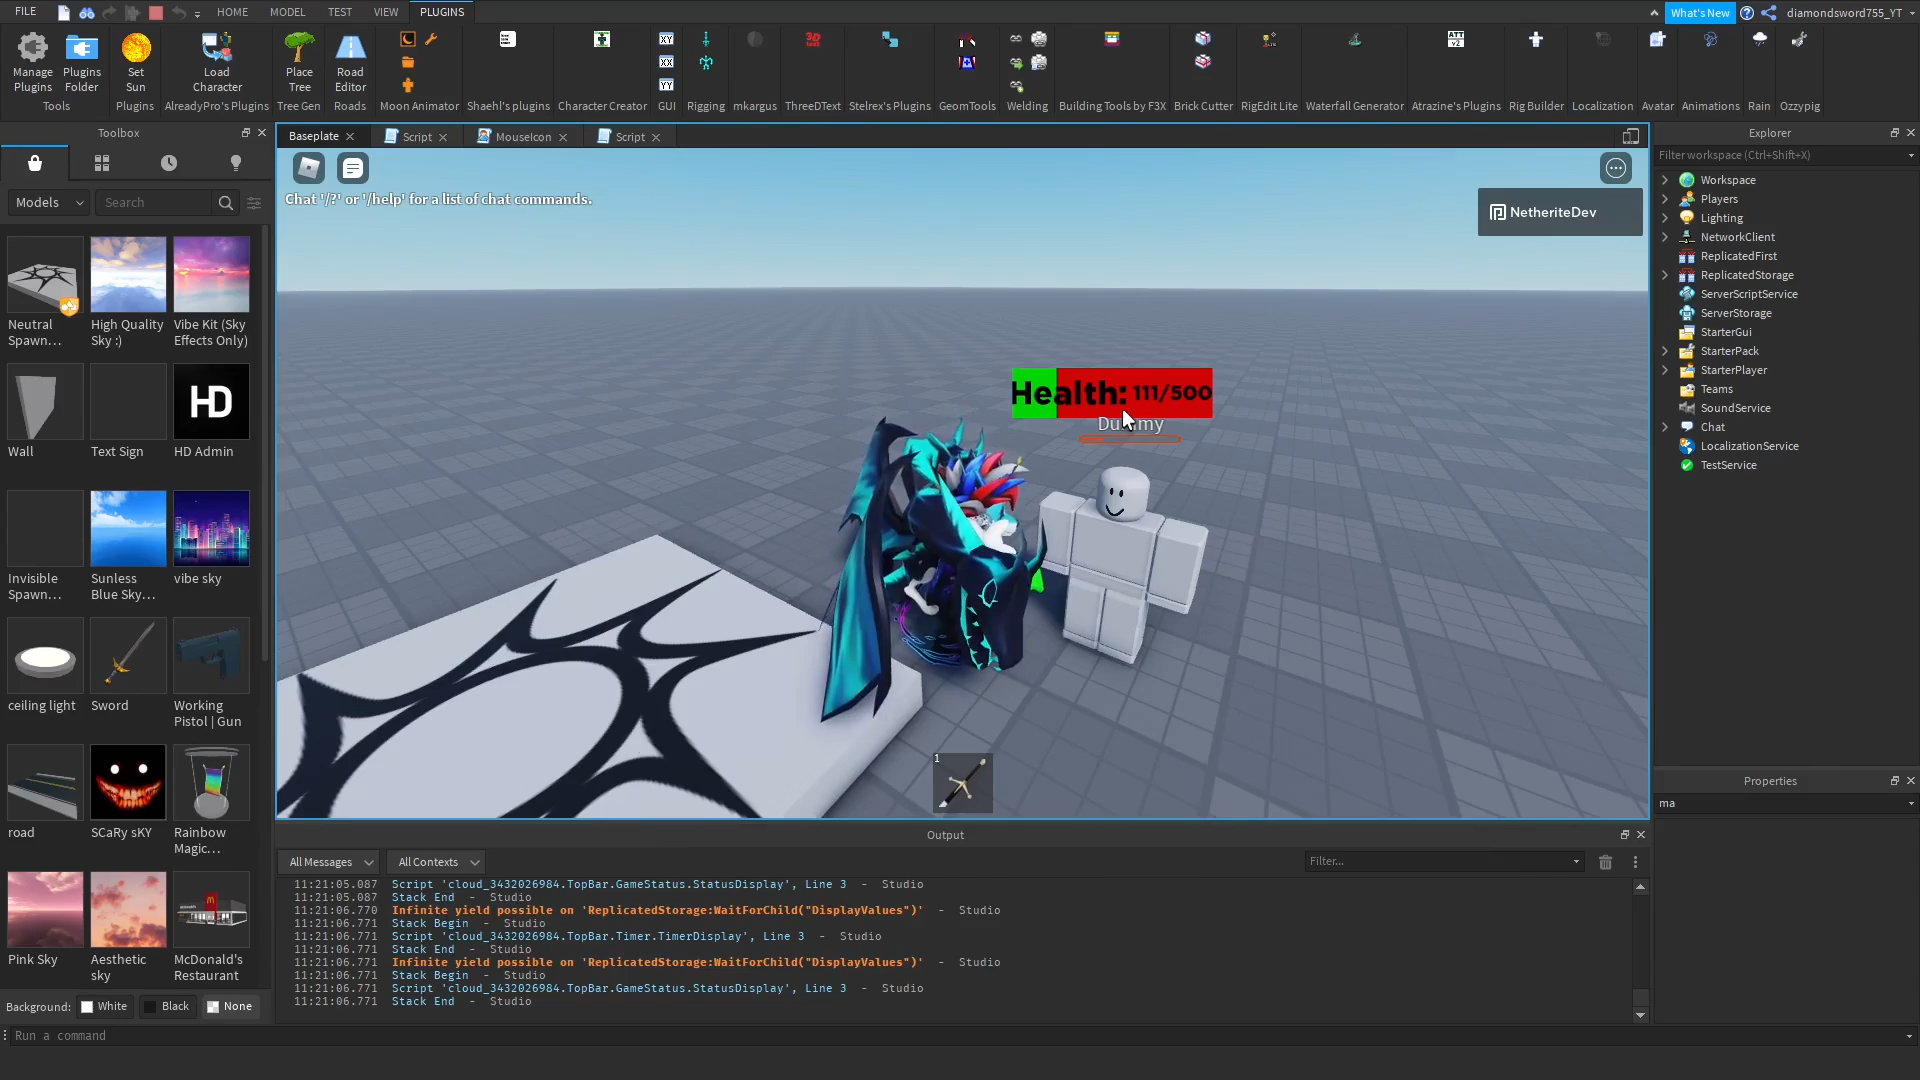 FILE HOME MODEL TEST VIEW PLUGINS What's New diamondsword755_YT
Manage Plugins
Plugins Folder
Set Sun
Load Character
Place Tree
Road Editor
Tools Plugins AlreadyPro's Plugins Tree Gen Roads Moon Animator Shaehl's plugins Character Creator GUI Rigging mkargus ThreeDText Stelrex's Plugins GeomTools Welding Building Tools by F3X Brick Cutter RigEdit Lite Waterfall Generator Atrazine's Plugins Rig Builder Localization Avatar Animations Rain Ozzypig
XY
XX
YY
3D
TEXT
ATT
V2
Toolbox
Models
Search
Neutral Spawn...
High Quality Sky :)
Vibe Kit (Sky Effects Only)
HD
Wall
Text Sign
HD Admin
Invisible Spawn...
Sunless Blue Sky...
vibe sky
ceiling light
Sword
Working Pistol | Gun
road
SCaRy sKY
Rainbow Magic...
Pink Sky
Aesthetic sky
McDonald's Restaurant
Background: White Black None
Run a command
Baseplate Script MouseIcon Script
Chat '/?' or '/help' for a list of chat commands.
NetheriteDev
Health: 111/500
1
Output
All Messages All Contexts Filter...
11:21:05.087 Script 'cloud_3432026984.TopBar.GameStatus.StatusDisplay', Line 3 - Studio
11:21:05.087 Stack End - Studio
11:21:06.770 Infinite yield possible on 'ReplicatedStorage:WaitForChild("DisplayValues")' - Studio
11:21:06.771 Stack Begin - Studio
11:21:06.771 Script 'cloud_3432026984.TopBar.Timer.TimerDisplay', Line 3 - Studio
11:21:06.771 Stack End - Studio
11:21:06.771 Infinite yield possible on 'ReplicatedStorage:WaitForChild("DisplayValues")' - Studio
11:21:06.771 Stack Begin - Studio
11:21:06.771 Script 'cloud_3432026984.TopBar.GameStatus.StatusDisplay', Line 3 - Studio
11:21:06.771 Stack End - Studio
Explorer
Filter workspace (Ctrl+Shift+X)
Workspace
Players
Lighting
NetworkClient
ReplicatedFirst
ReplicatedStorage
ServerScriptService
ServerStorage
StarterGui
StarterPack
StarterPlayer
Teams
SoundService
Chat
LocalizationService
TestService
Properties
ma